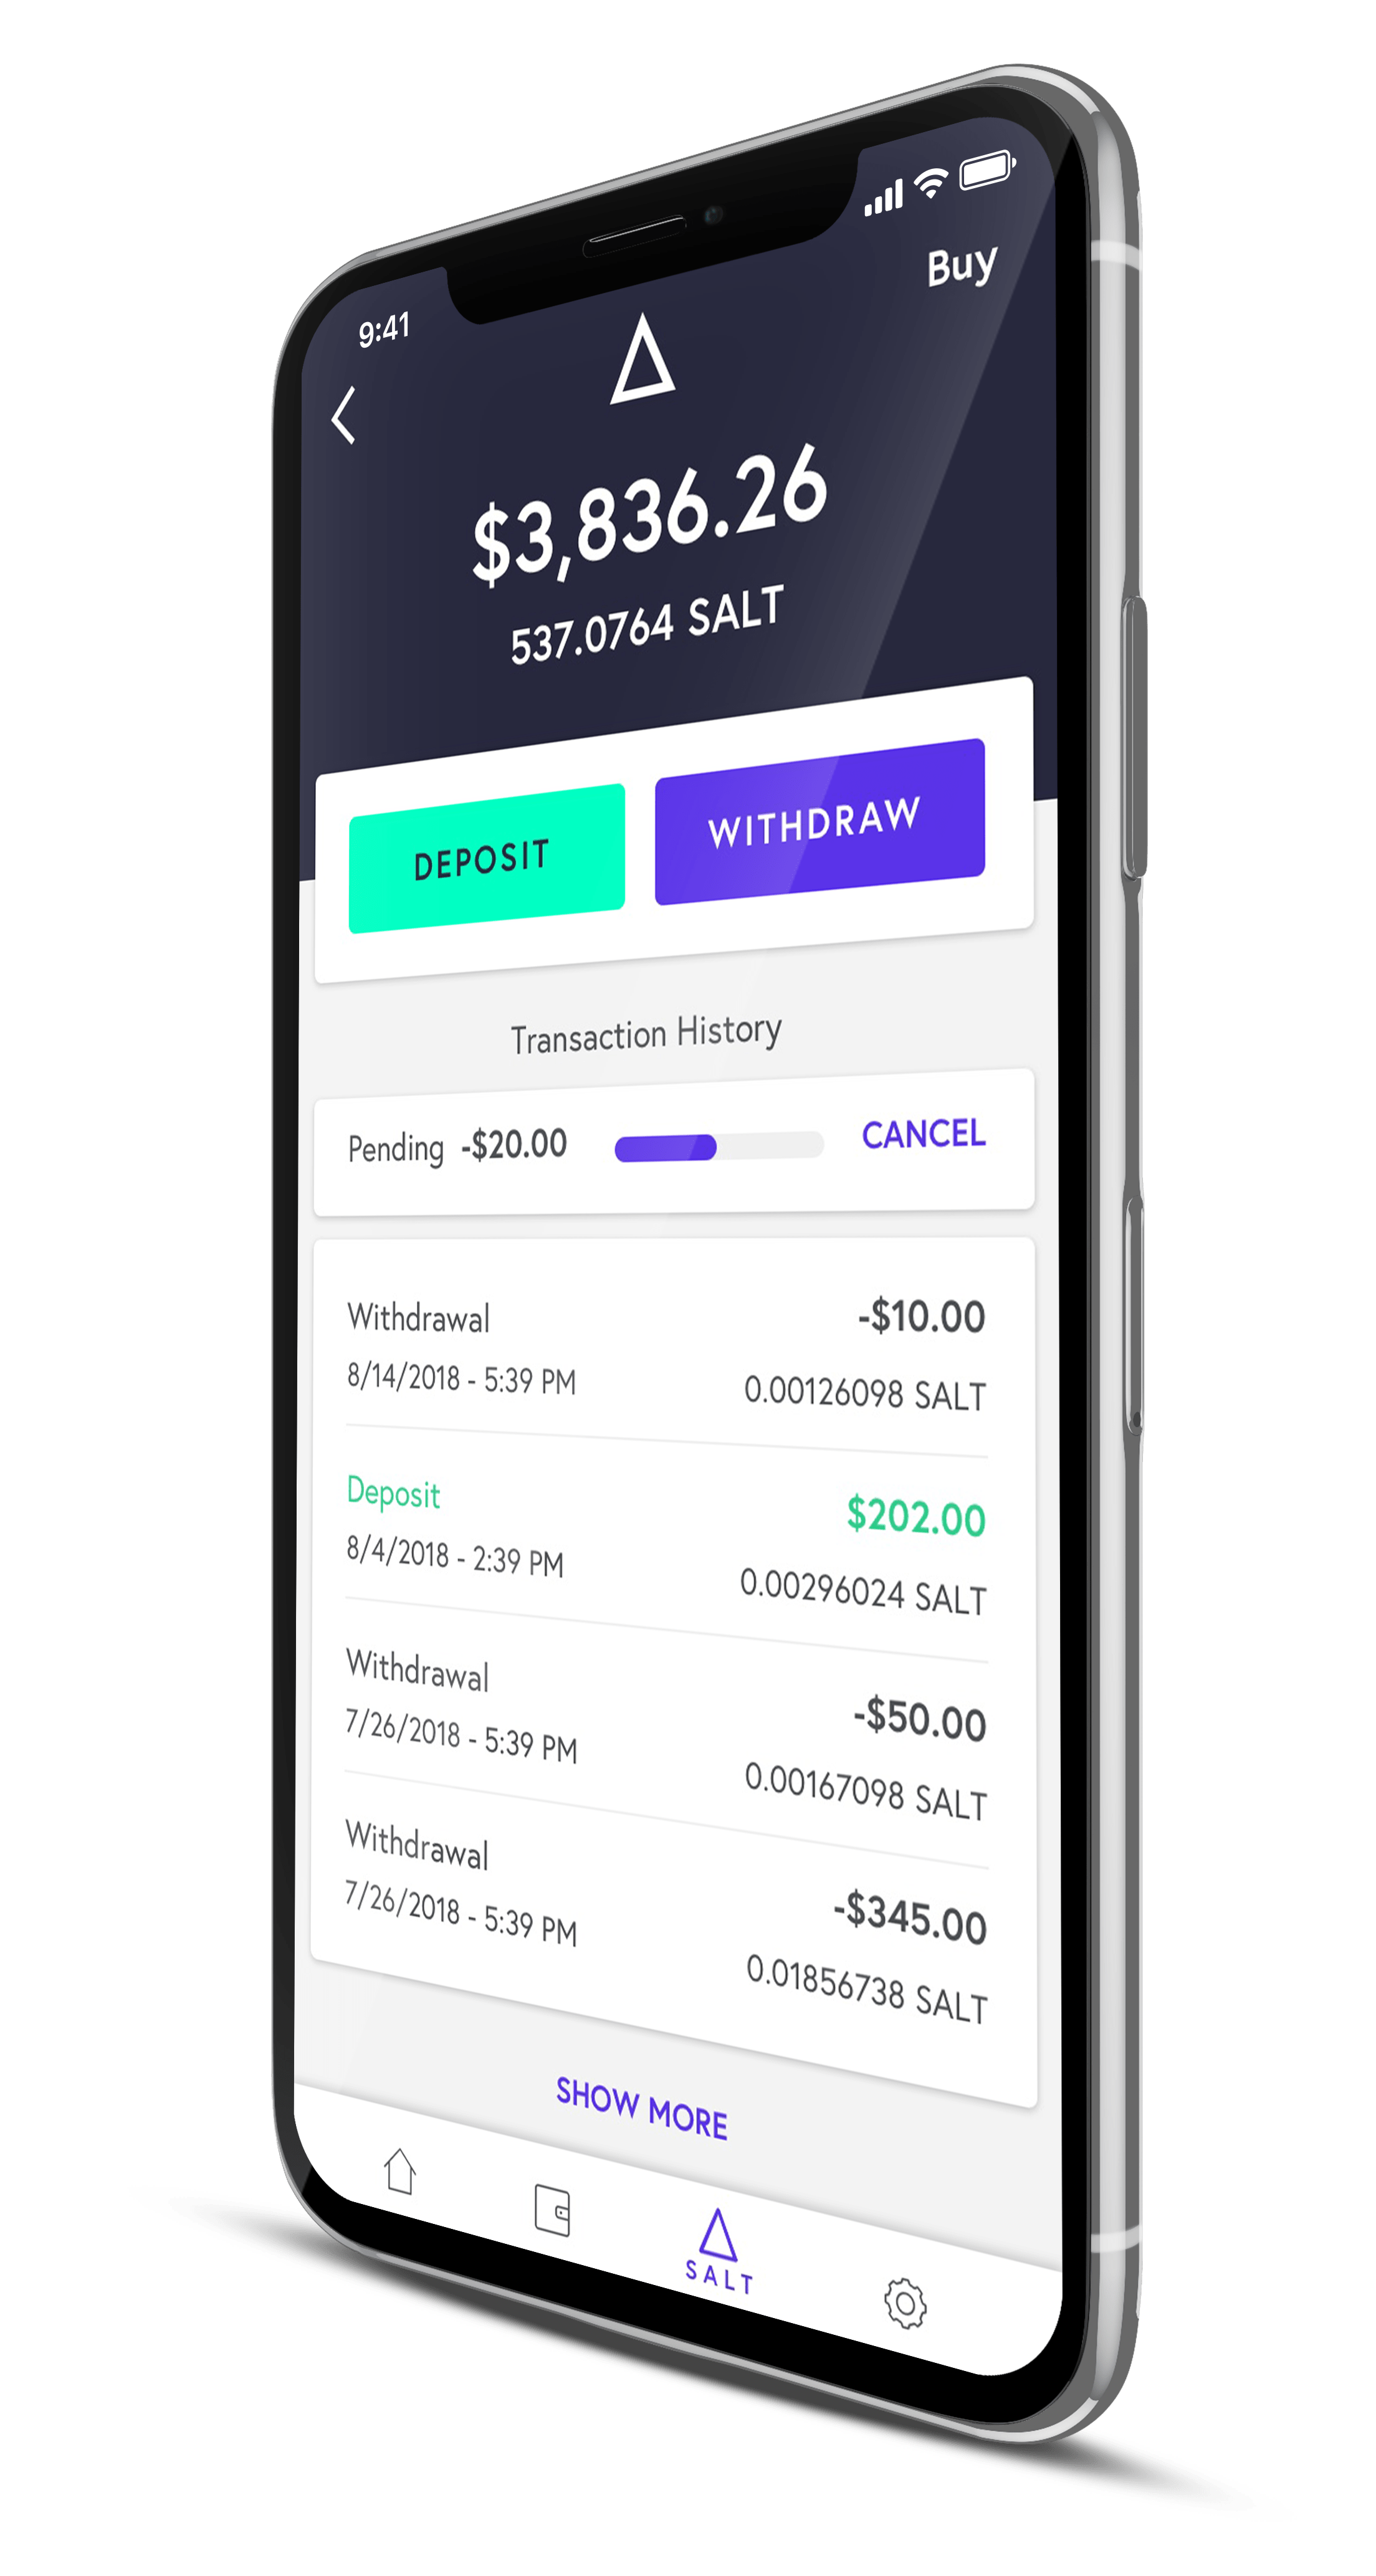 9:41
Buy
$3,836.26
537.0764 SALT
DEPOSIT WITHDRAW
Transaction History
Pending -$20.00 CANCEL
Withdrawal -$10.00
8/14/2018 - 5:39 PM 0.00126098 SALT
Deposit $202.00
8/4/2018 - 2:39 PM 0.00296024 SALT
Withdrawal -$50.00
7/26/2018 - 5:39 PM 0.00167098 SALT
Withdrawal -$345.00
7/26/2018 - 5:39 PM 0.01856738 SALT
SHOW MORE
SALT